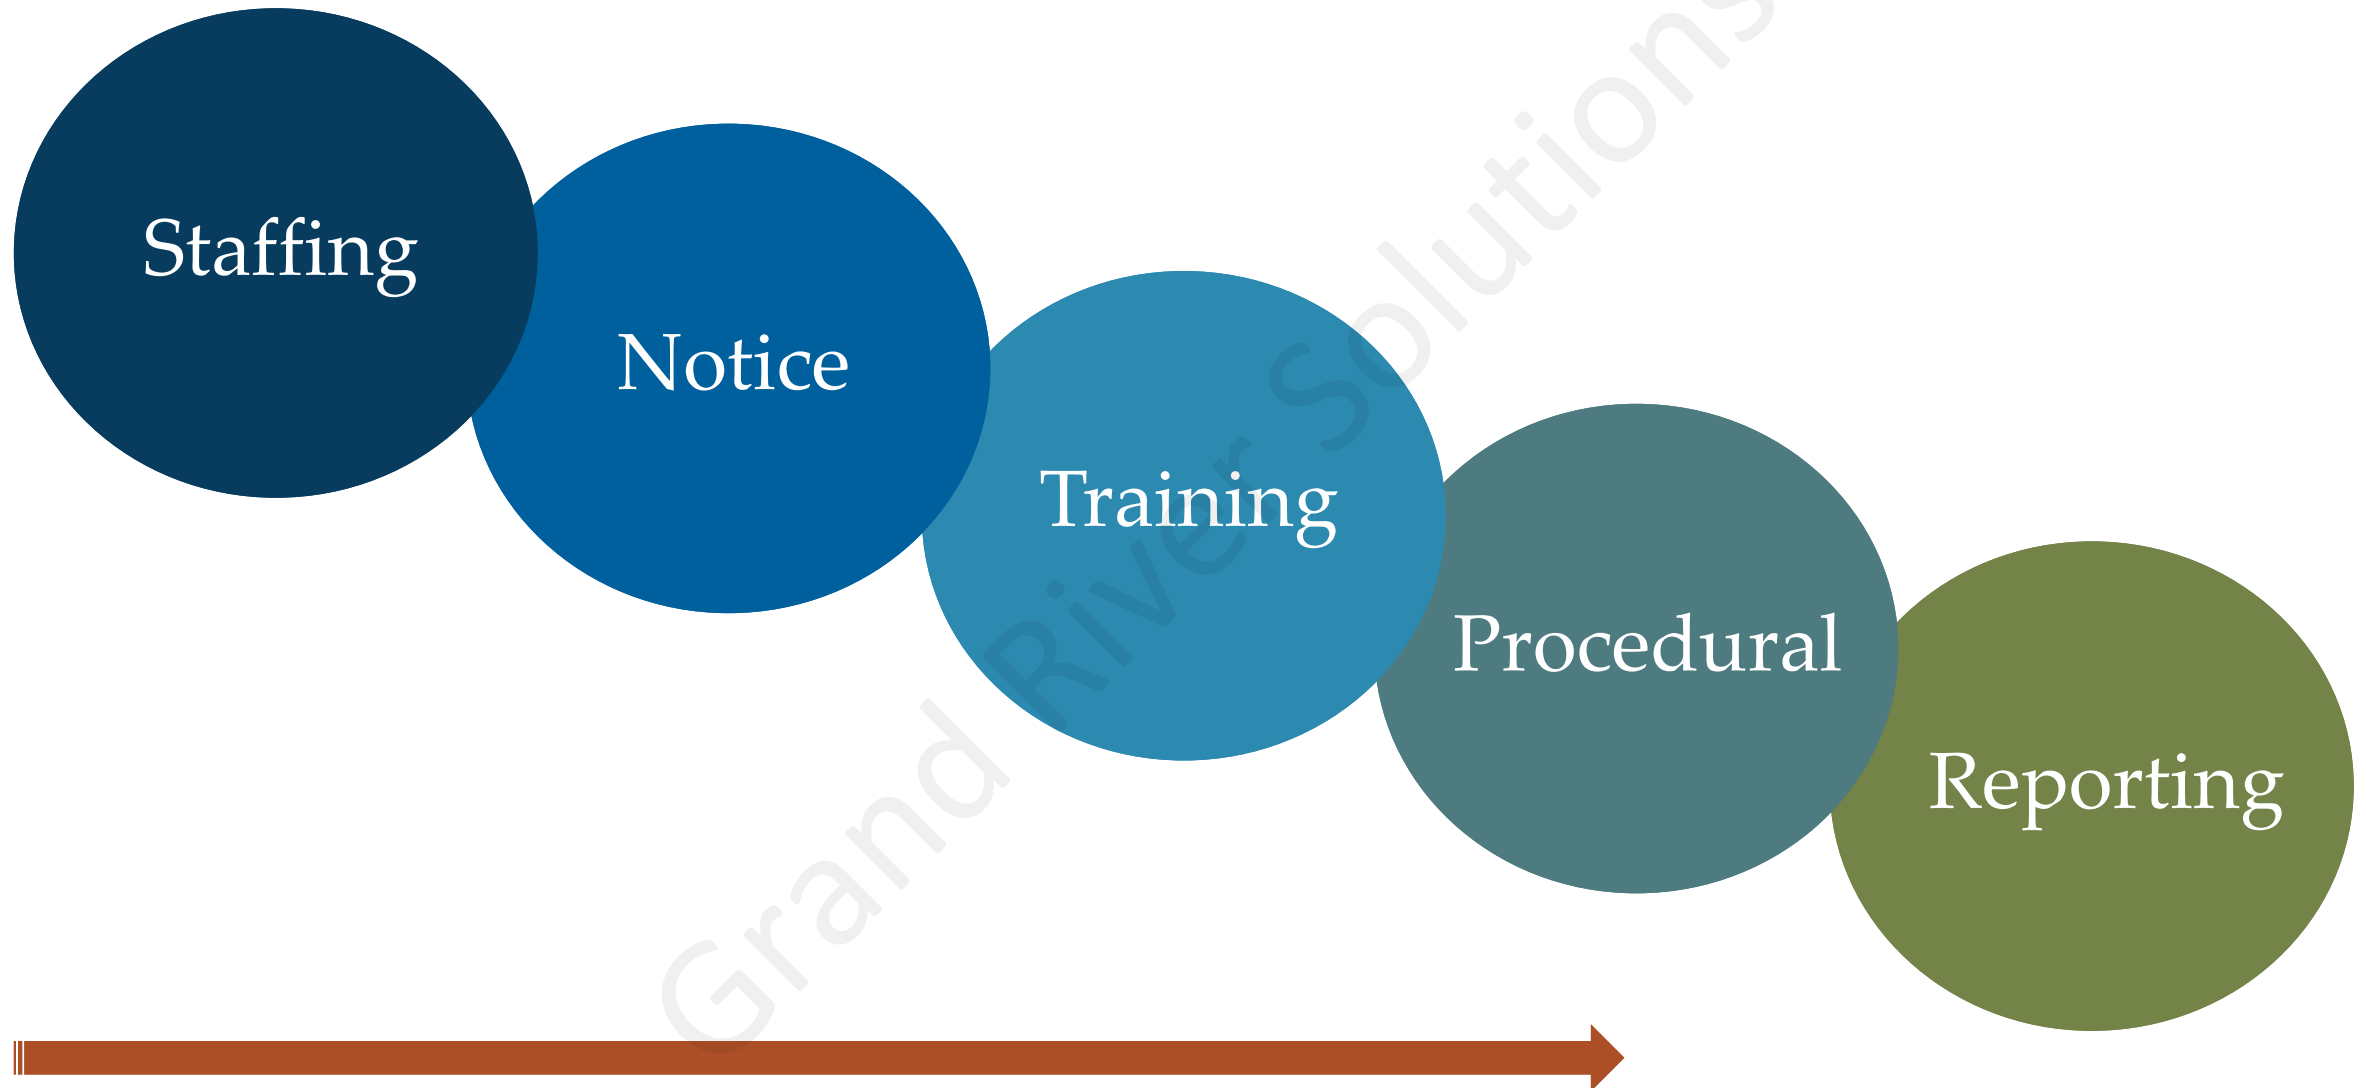 Staffing
Notice
Training
Procedural
Reporting
Grand River Solutions